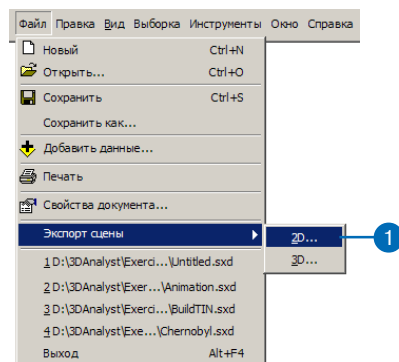 Файл Правка Вид Выборка Инструменты Окно Справка
Новый Ctrl+N
Открыть... Ctrl+O
Сохранить Ctrl+S
Сохранить как...
Добавить данные...
Печать
Свойства документа...
Экспорт сцены
2D...
1
3D...
1 D:\3DAnalyst\Exerci...\Untitled.sxd
2 D:\3DAnalyst\Exer...\Animation.sxd
3 D:\3DAnalyst\Exerci...\BuildTIN.sxd
4 D:\3DAnalyst\Exe...\Chernobyl.sxd
Выход Alt+F4